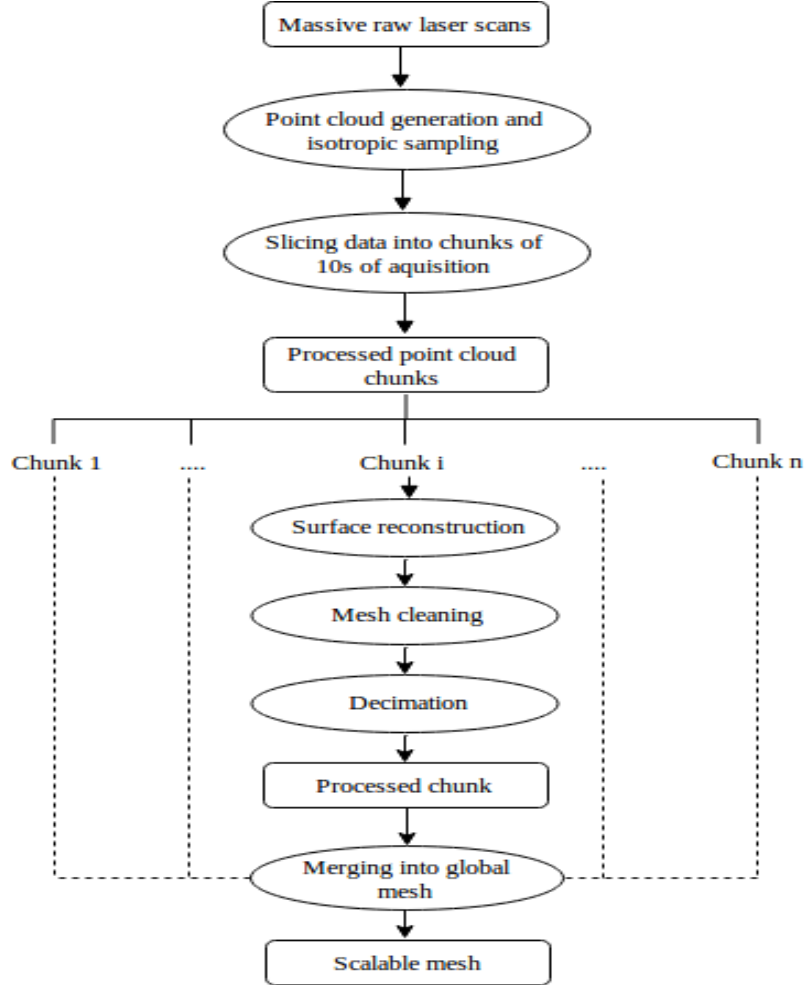 Massive raw laser scans
Point cloud generation and
isotropic sampling
Slicing data into chunks of
10s of aquisition
Processed point cloud
chunks
Chunk 1 .... Chunk i .... Chunk n
Surface reconstruction
Mesh cleaning
Decimation
Processed chunk
Merging into global
mesh
Scalable mesh